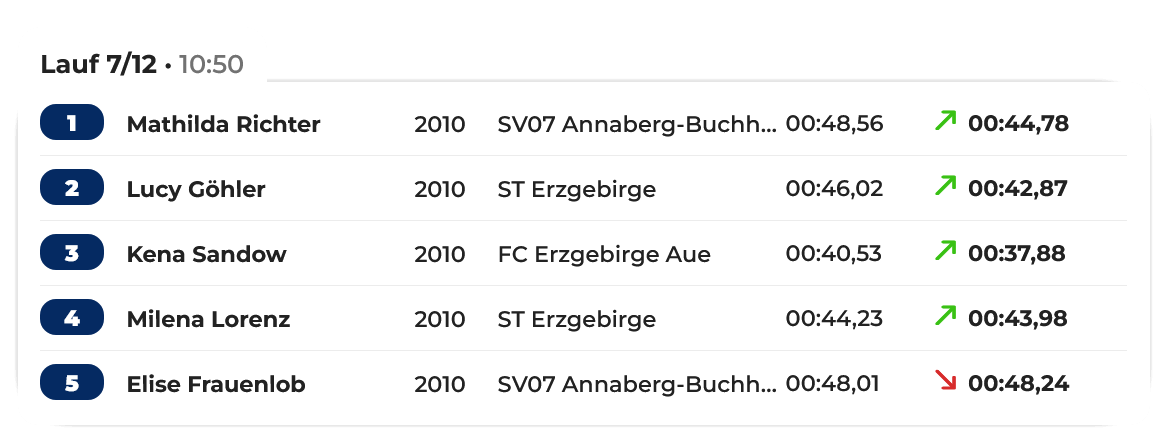 Lauf 7/12 • 10:50
1 Mathilda Richter 2010 SV07 Annaberg-Buchh... 00:48,56 00:44,78
2 Lucy Göhler 2010 ST Erzgebirge 00:46,02 00:42,87
3 Kena Sandow 2010 FC Erzgebirge Aue 00:40,53 00:37,88
4 Milena Lorenz 2010 ST Erzgebirge 00:44,23 00:43,98
5 Elise Frauenlob 2010 SV07 Annaberg-Buchh... 00:48,01 00:48,24